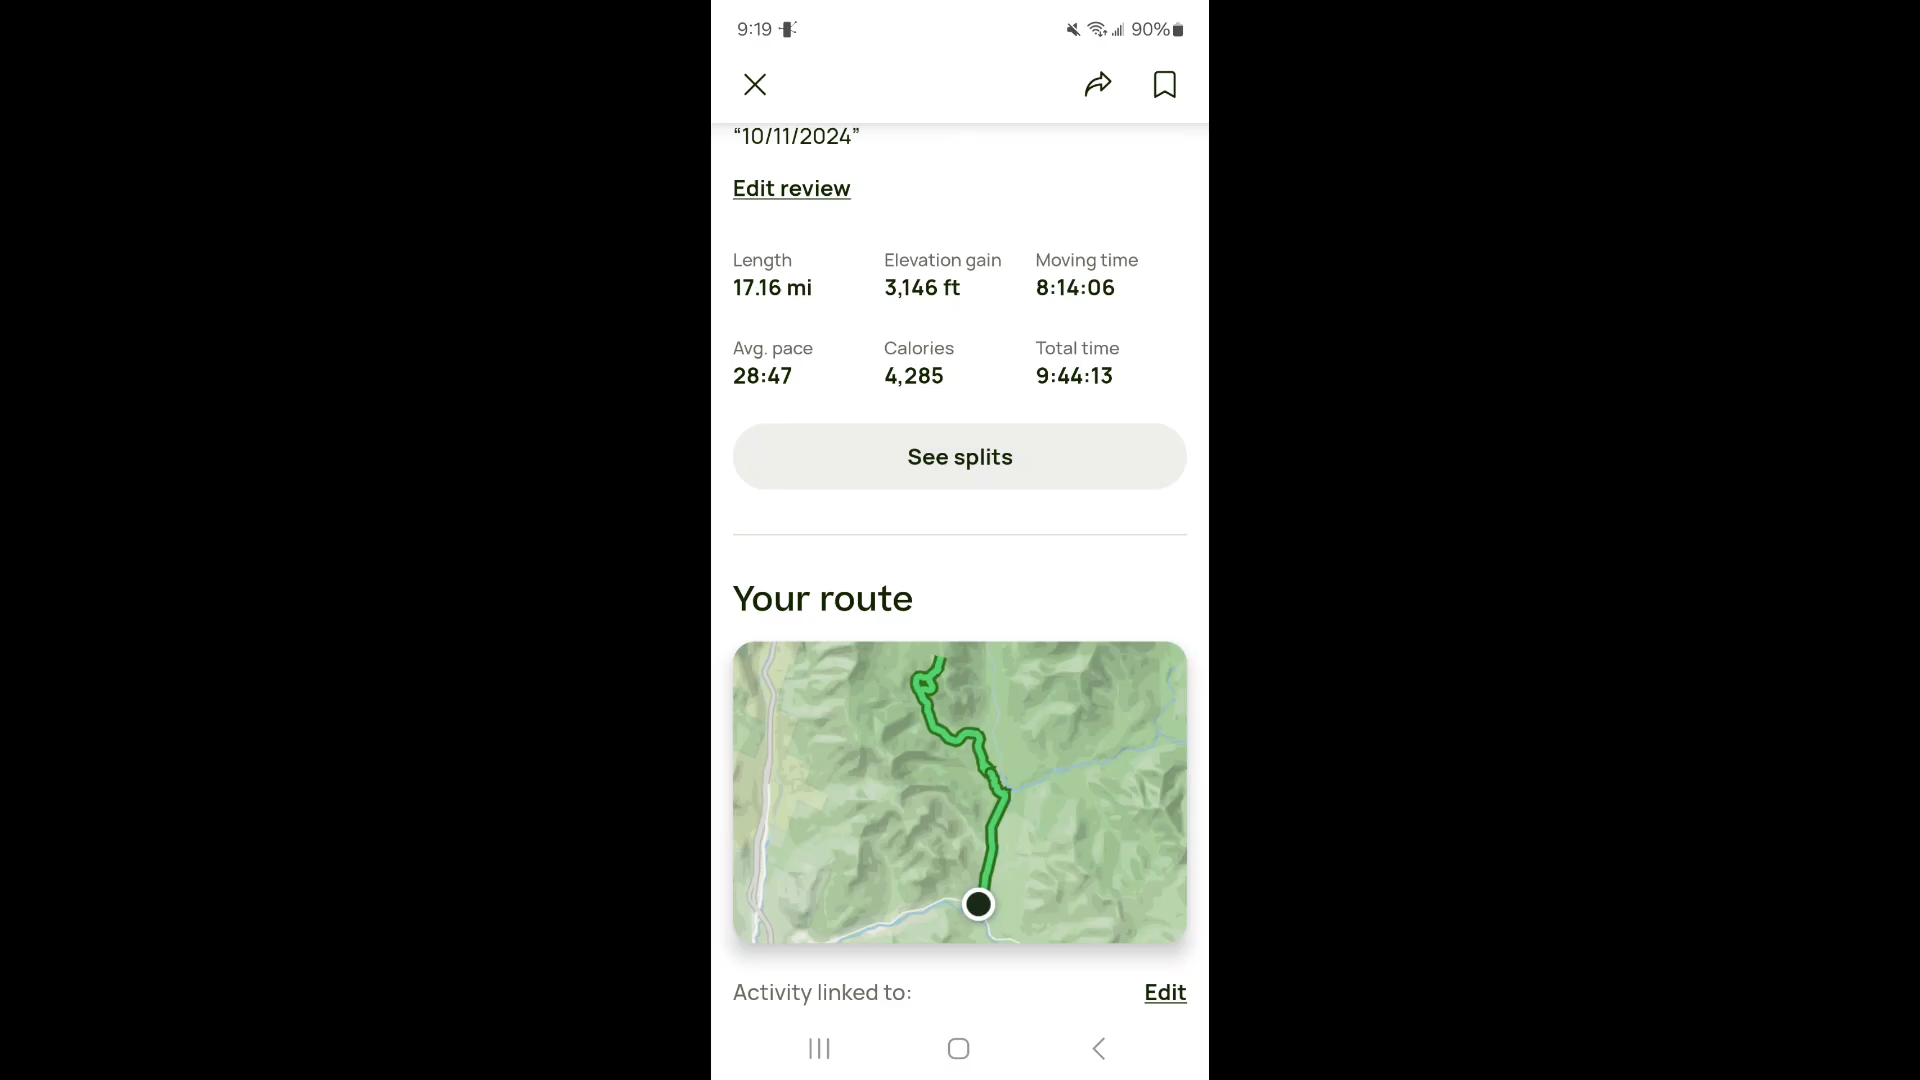 9:19
90%
“10/11/2024”
Edit review
Length
Elevation gain
Moving time
17.16 mi
3,146 ft
8:14:06
Avg. pace
Calories
Total time
28:47
4,285
9:44:13
See splits
Your route
Activity linked to:
Edit